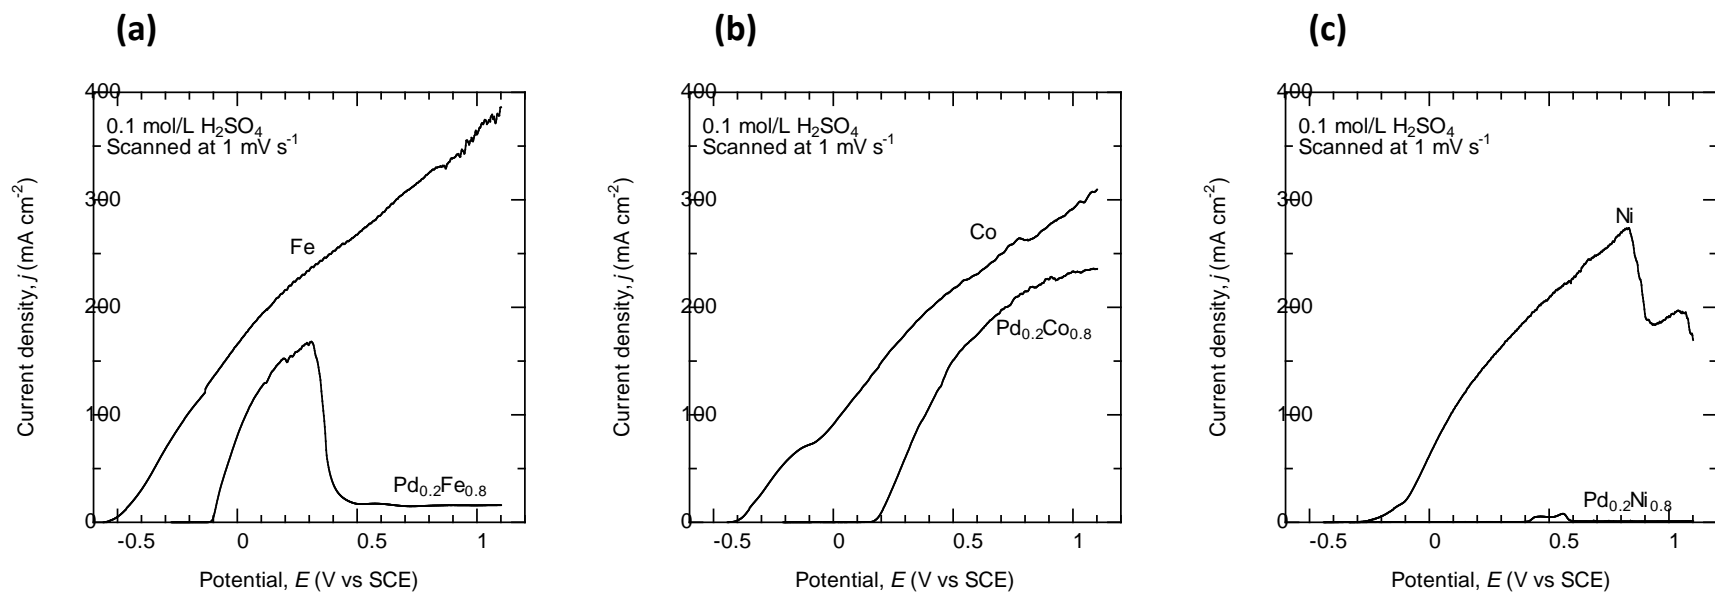 (a)
400
0.1 mol/L H₂SO₄
Scanned at 1 mV s⁻¹
300
Fe
200
100
Pd₀.₂Fe₀.₈
0
-0.5 0 0.5 1
Current density, j (mA cm⁻²)
Potential, E (V vs SCE)
(b)
400
0.1 mol/L H₂SO₄
Scanned at 1 mV s⁻¹
300
Co
200
Pd₀.₂Co₀.₈
100
0
-0.5 0 0.5 1
Current density, j (mA cm⁻²)
Potential, E (V vs SCE)
(c)
400
0.1 mol/L H₂SO₄
Scanned at 1 mV s⁻¹
300
Ni
200
100
Pd₀.₂Ni₀.₈
0
-0.5 0 0.5 1
Current density, j (mA cm⁻²)
Potential, E (V vs SCE)